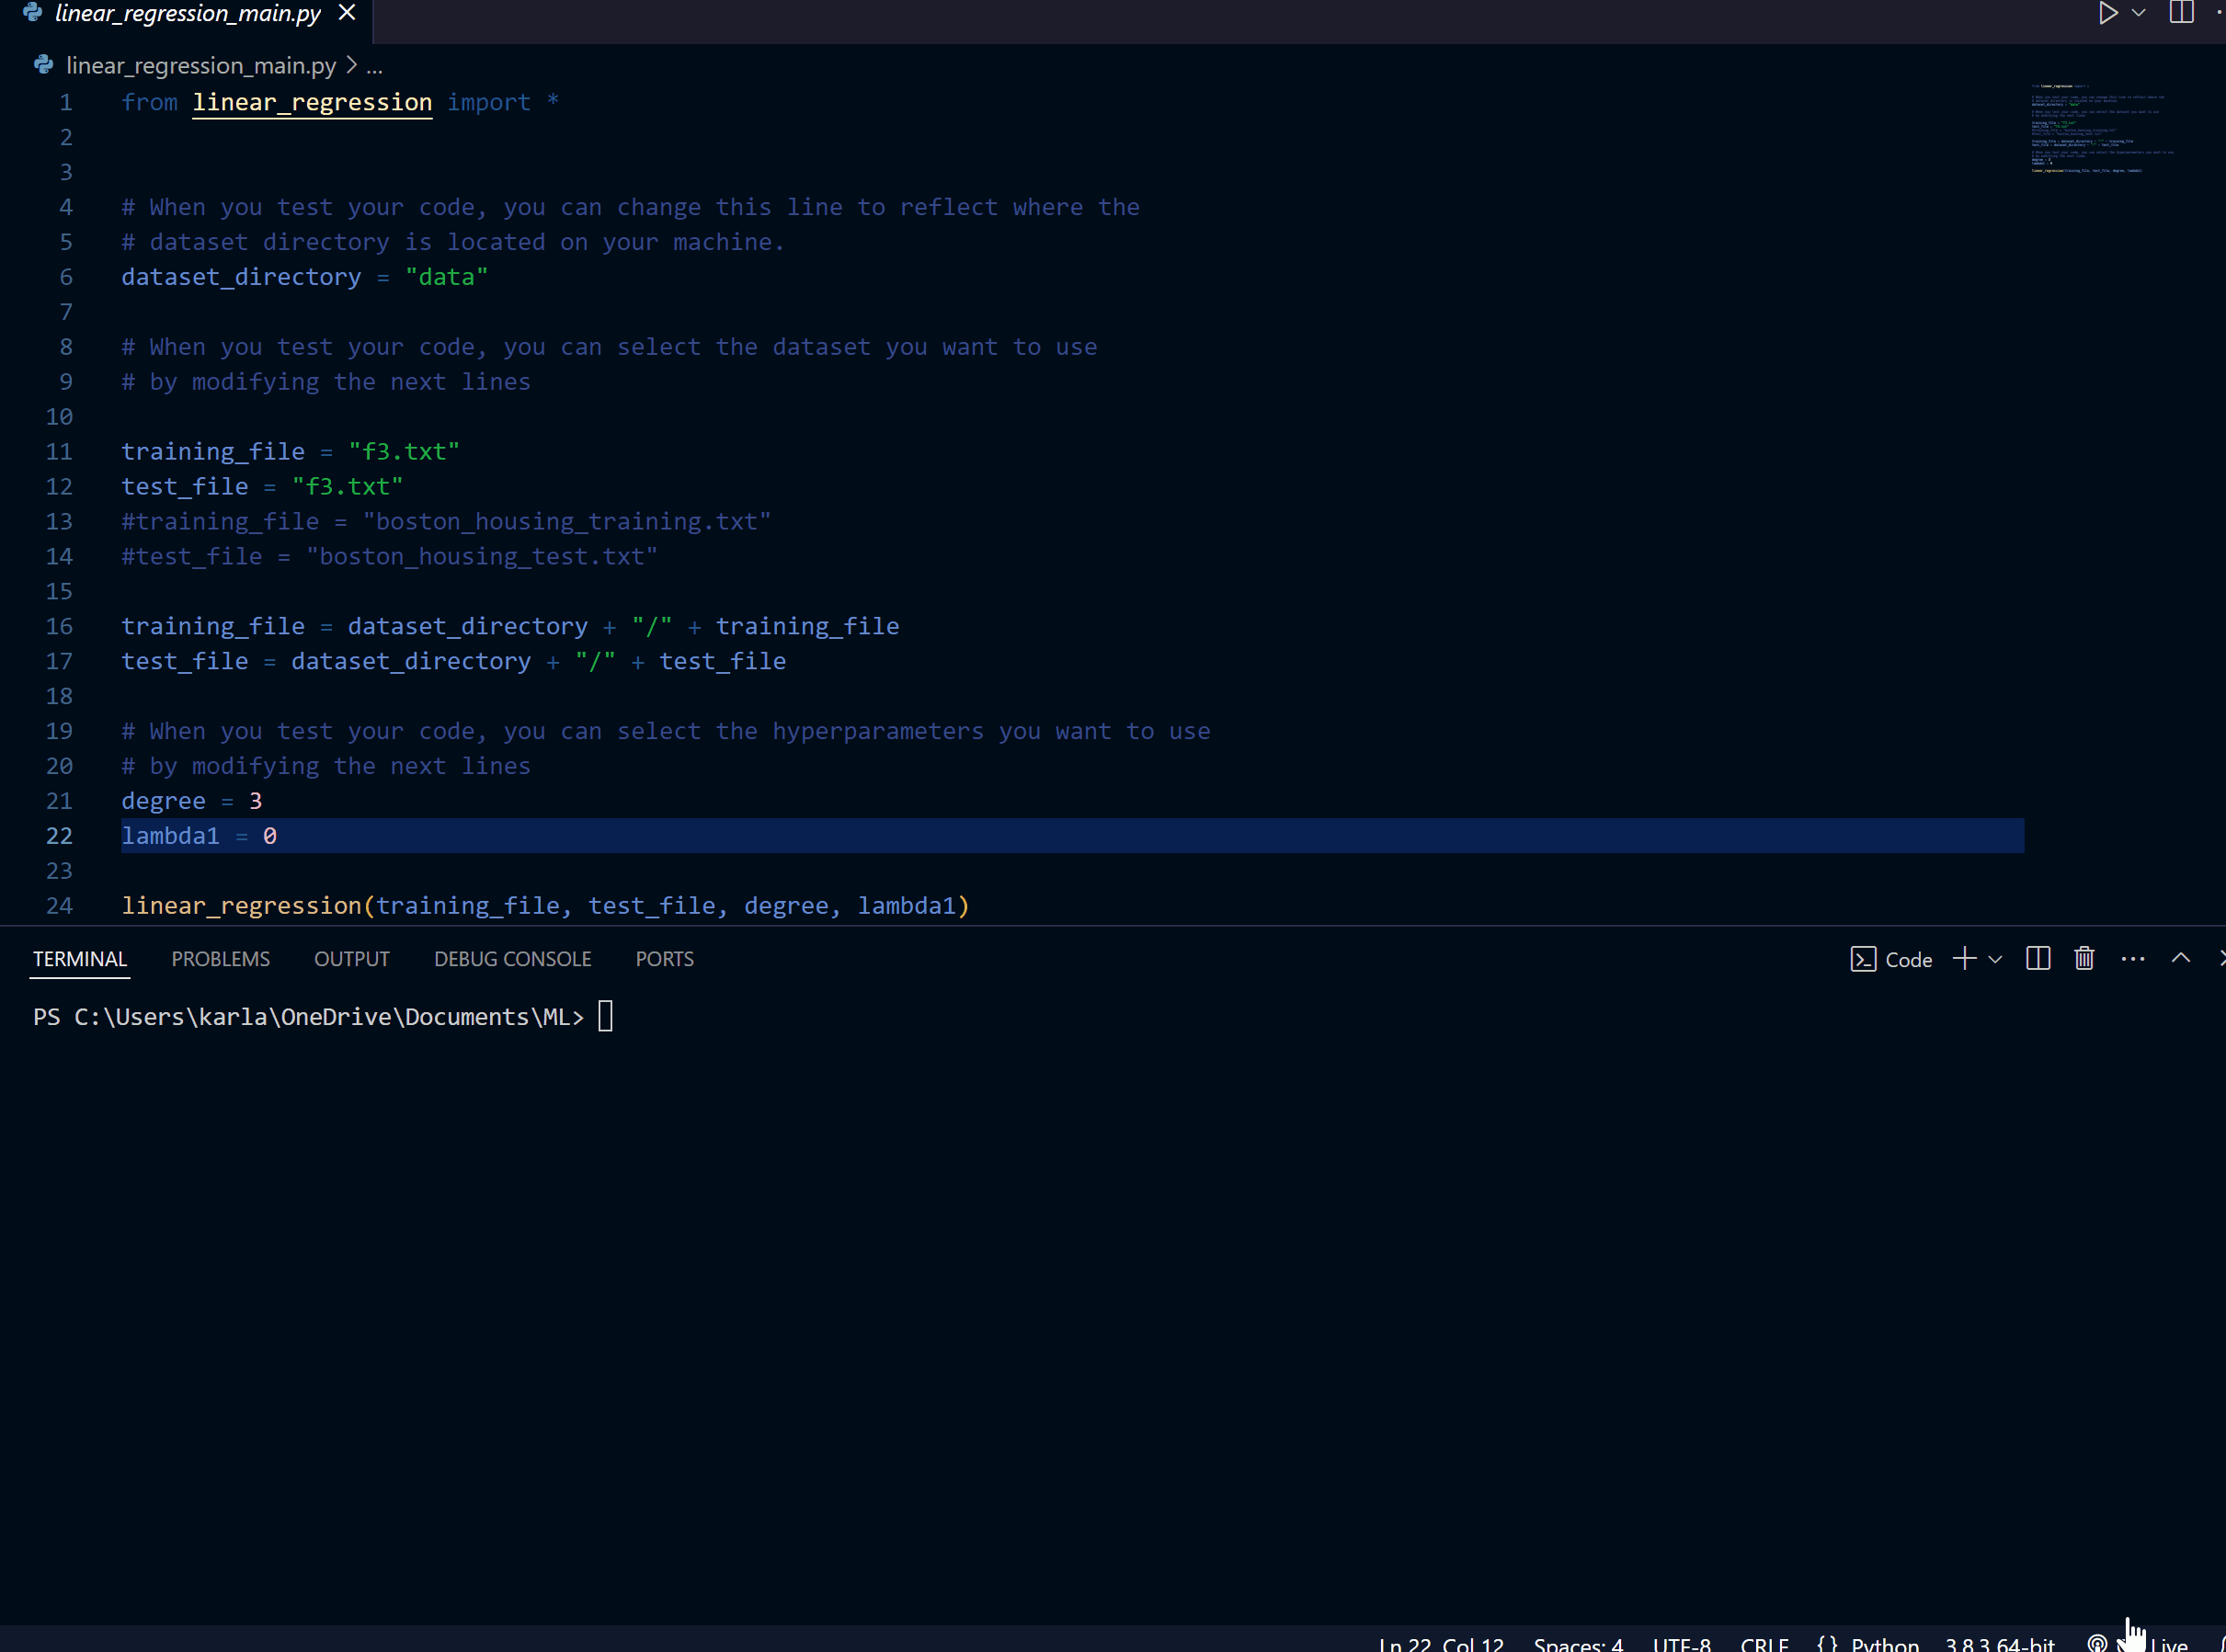 linear_regression_main.py
linear_regression_main.py > ...
1 from linear_regression import *
2
3
4 # When you test your code, you can change this line to reflect where the
5 # dataset directory is located on your machine.
6 dataset_directory = "data"
7
8 # When you test your code, you can select the dataset you want to use
9 # by modifying the next lines
10
11 training_file = "f3.txt"
12 test_file = "f3.txt"
13 #training_file = "boston_housing_training.txt"
14 #test_file = "boston_housing_test.txt"
15
16 training_file = dataset_directory + "/" + training_file
17 test_file = dataset_directory + "/" + test_file
18
19 # When you test your code, you can select the hyperparameters you want to use
20 # by modifying the next lines
21 degree = 3
22 lambda1 = 0
23
24 linear_regression(training_file, test_file, degree, lambda1)
TERMINAL PROBLEMS OUTPUT DEBUG CONSOLE PORTS Code
PS C:\Users\karla\OneDrive\Documents\ML>
Ln 22, Col 12 Spaces: 4 UTF-8 CRLF { } Python 3.8.3 64-bit Live